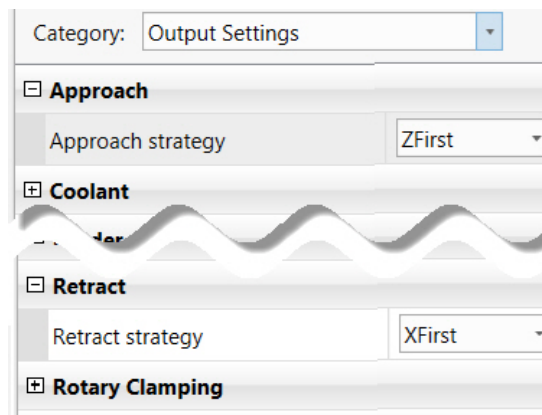 Category: Output Settings
Approach
Approach strategy ZFirst
Coolant
Retract
Retract strategy XFirst
Rotary Clamping